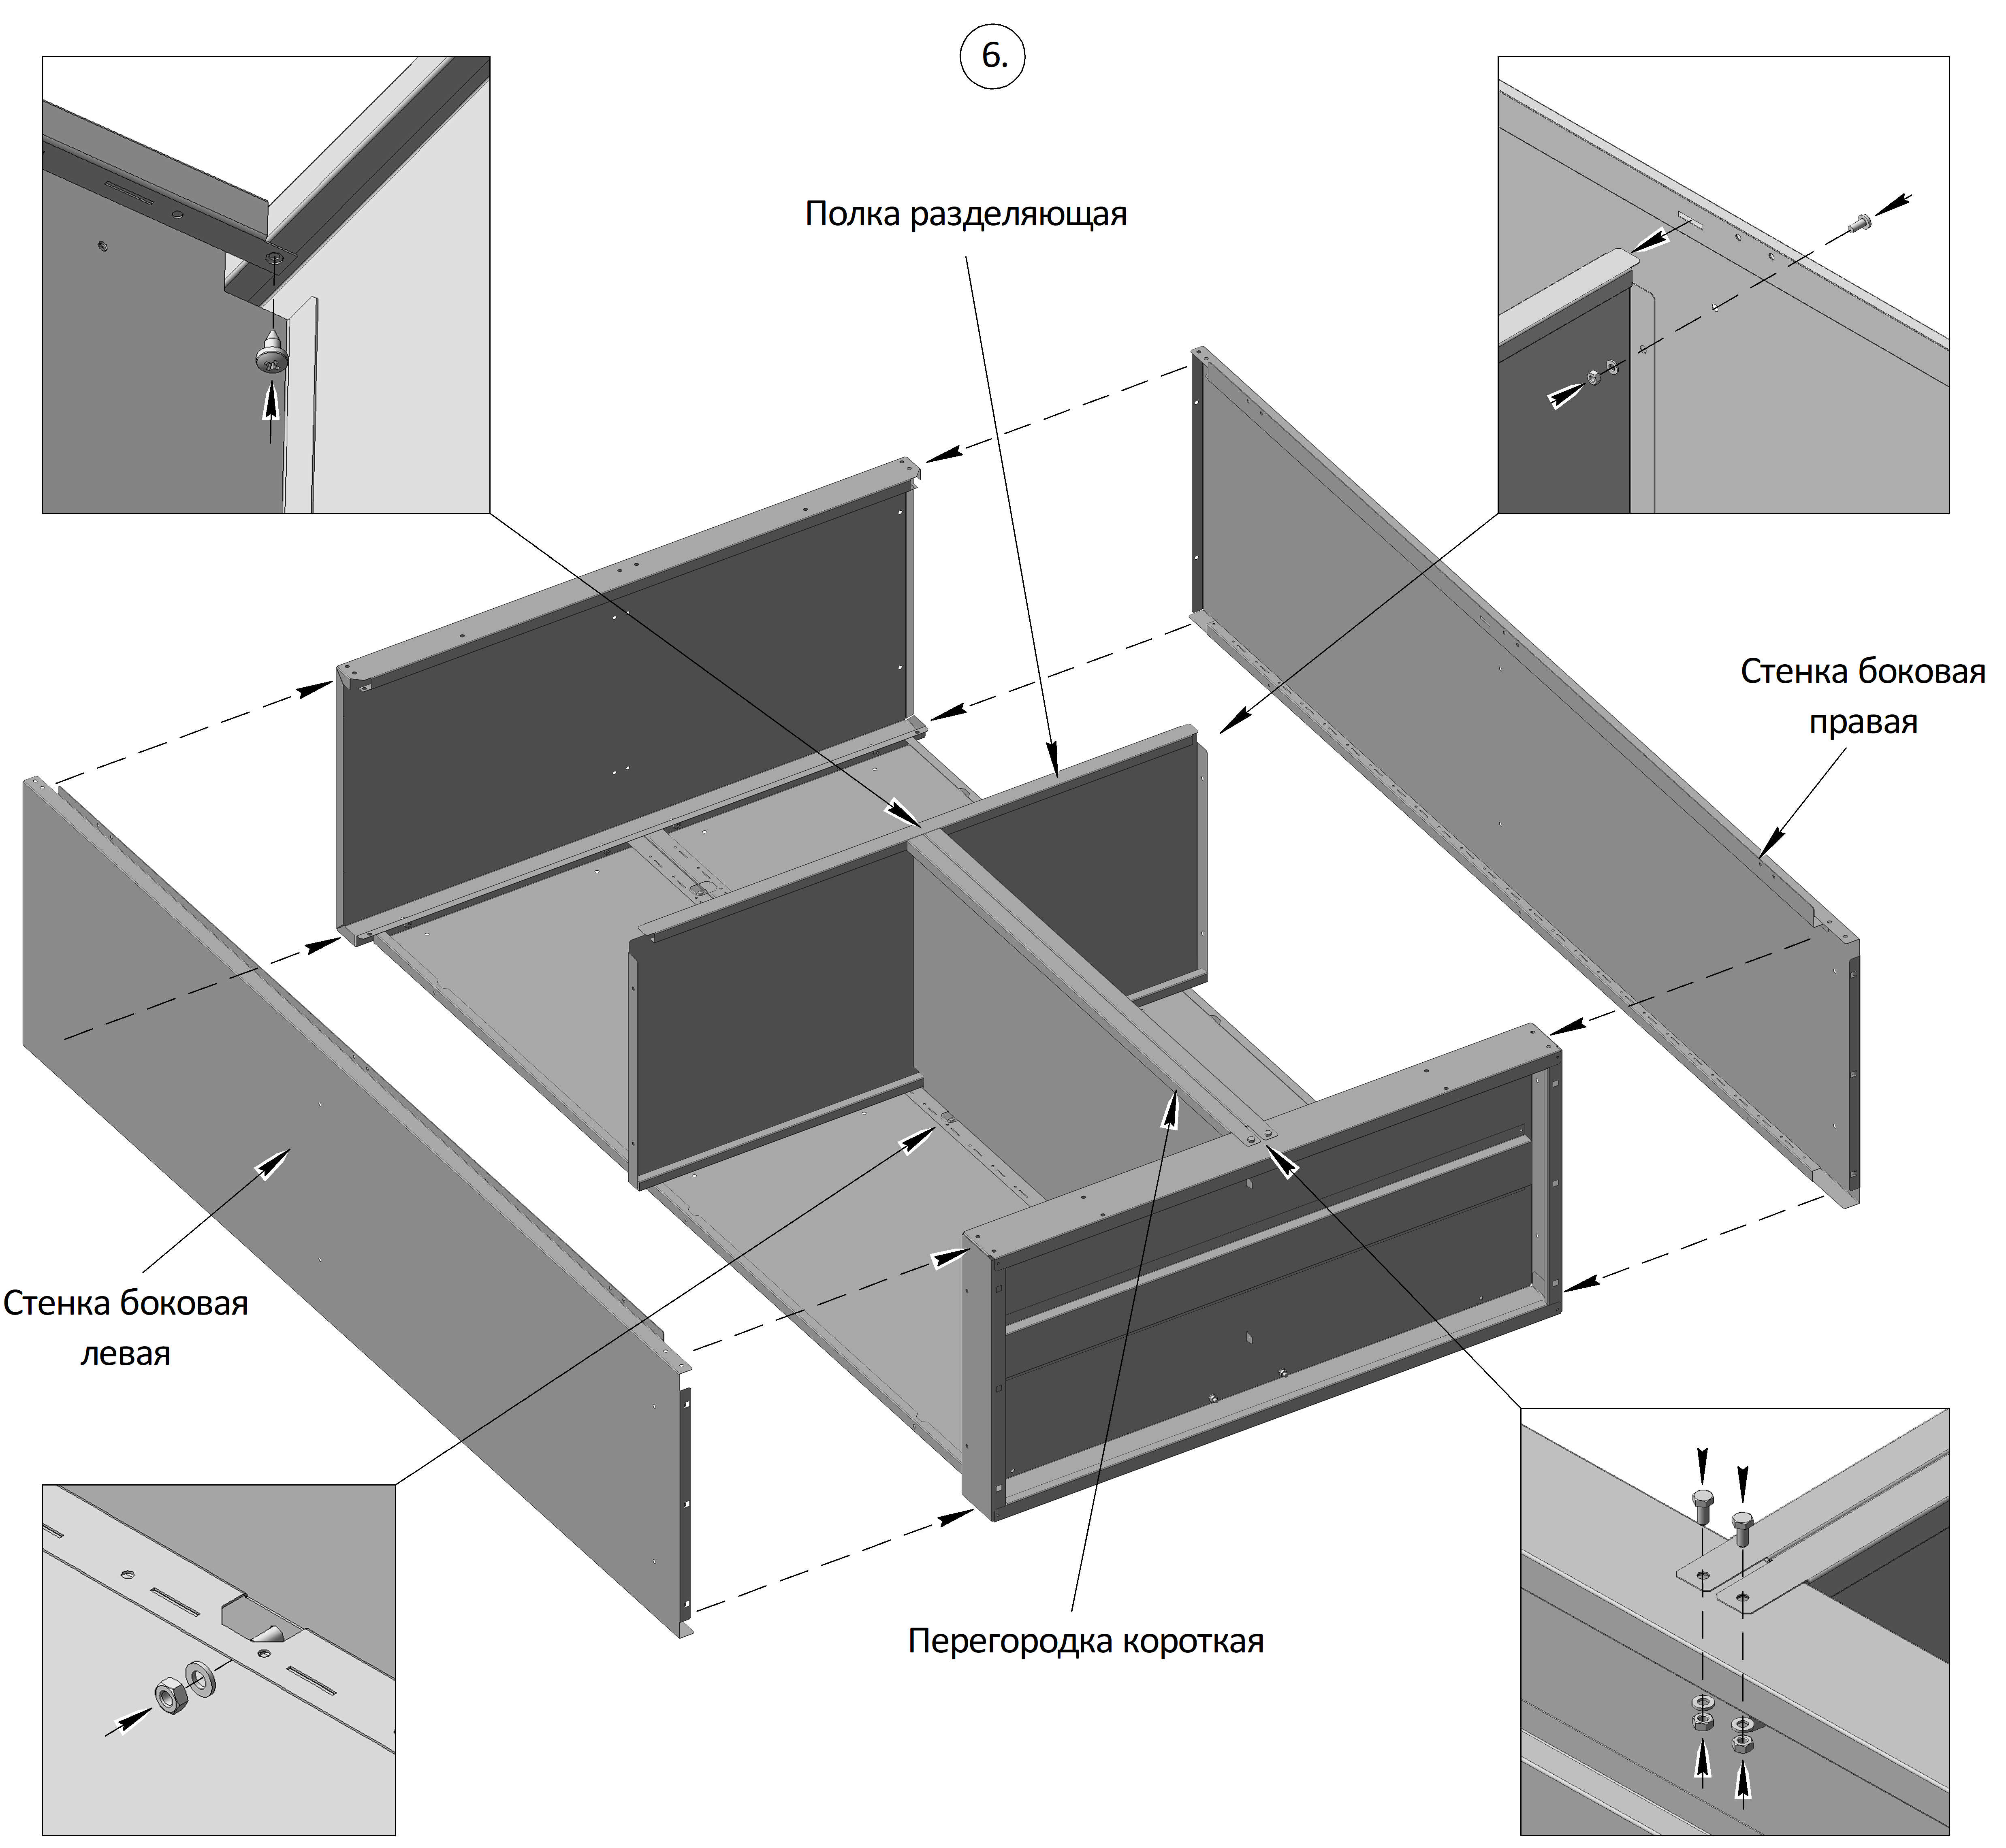 6.
Полка разделяющая
Стенка боковая
правая
Стенка боковая
левая
Перегородка короткая